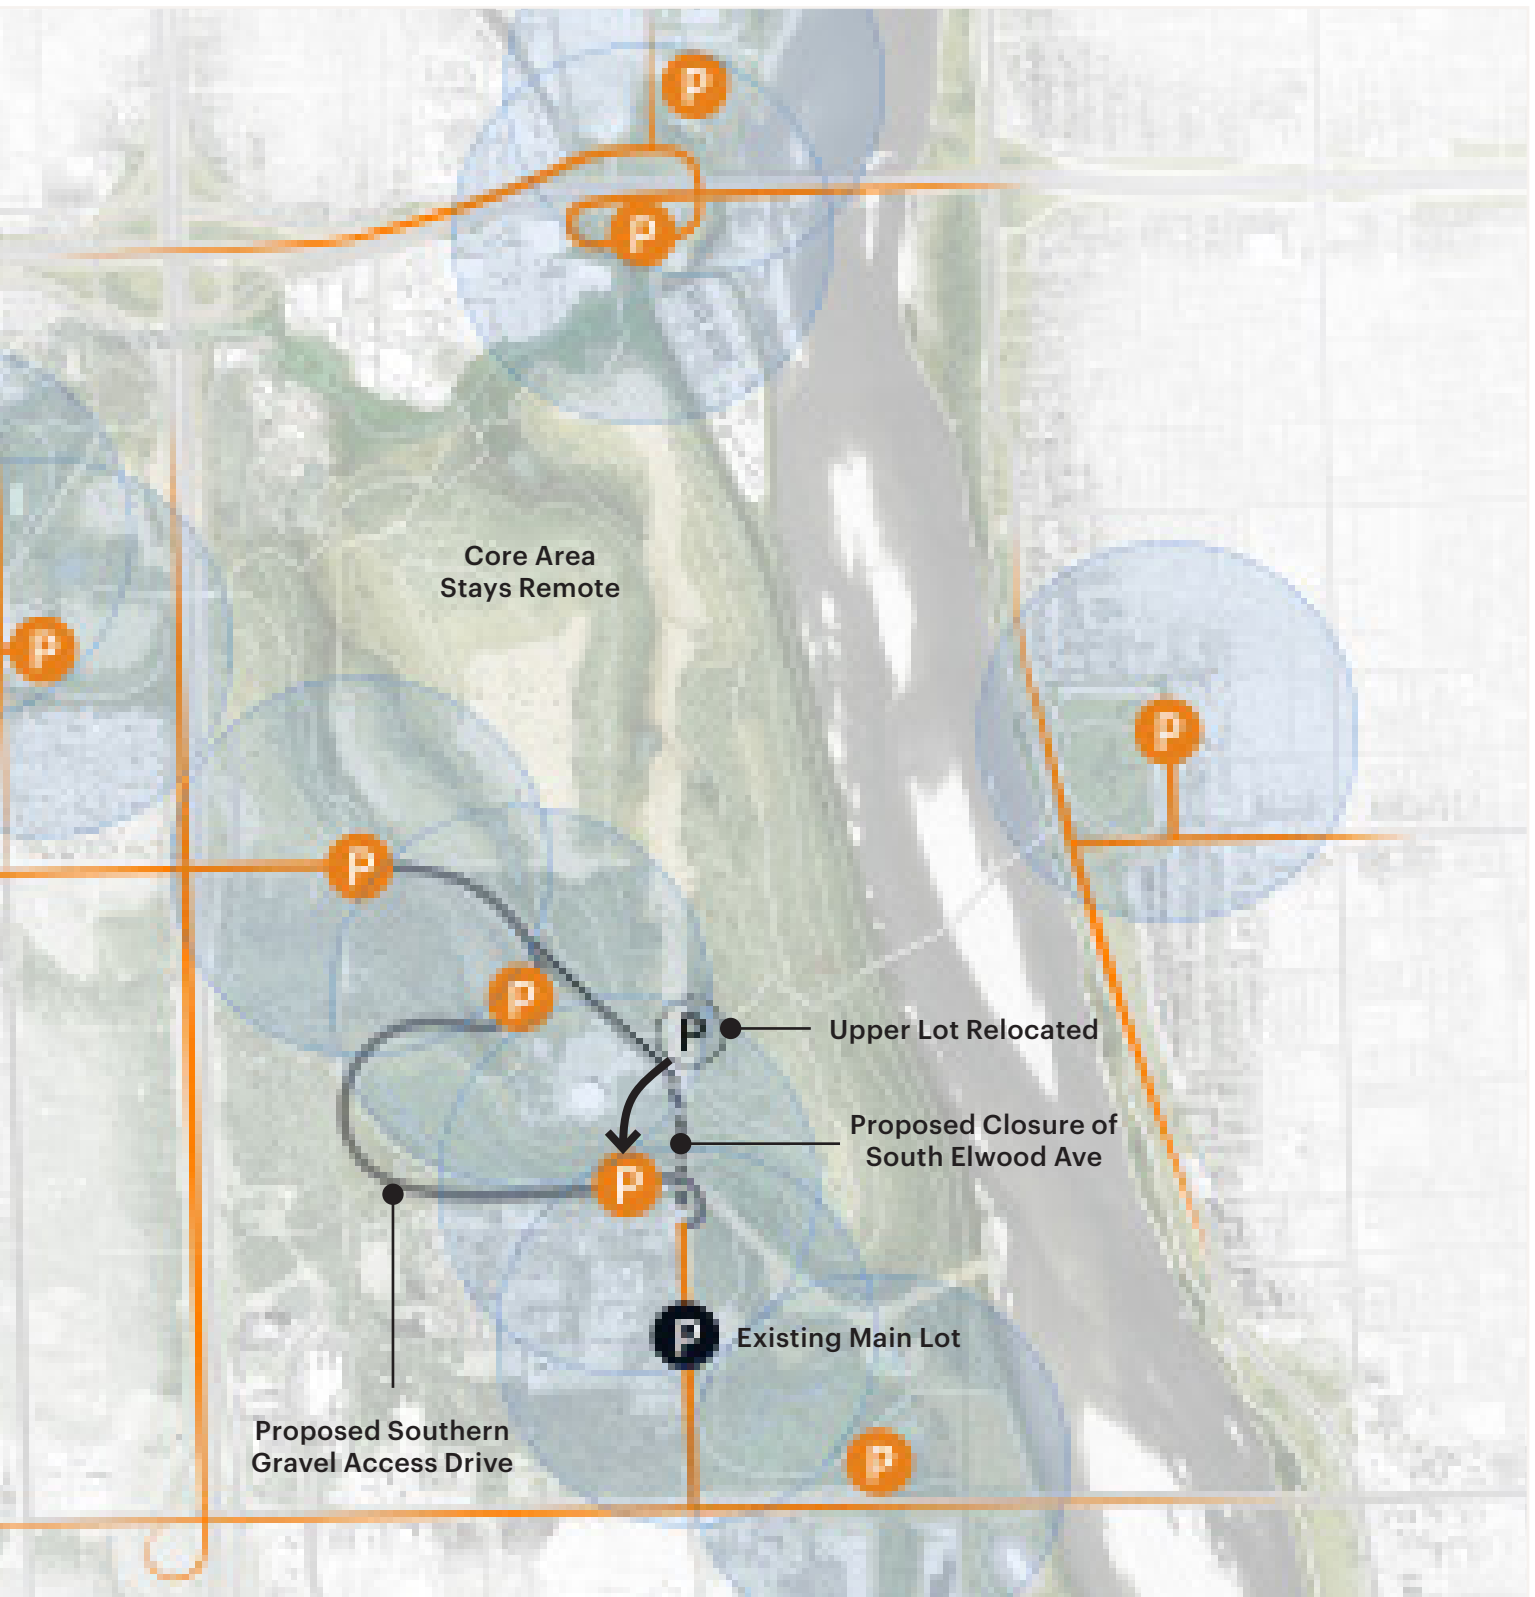 P
P
Core Area
Stays Remote
P
P
P
P
P
Upper Lot Relocated
Proposed Closure of
South Elwood Ave
P
P
Existing Main Lot
Proposed Southern
Gravel Access Drive
P